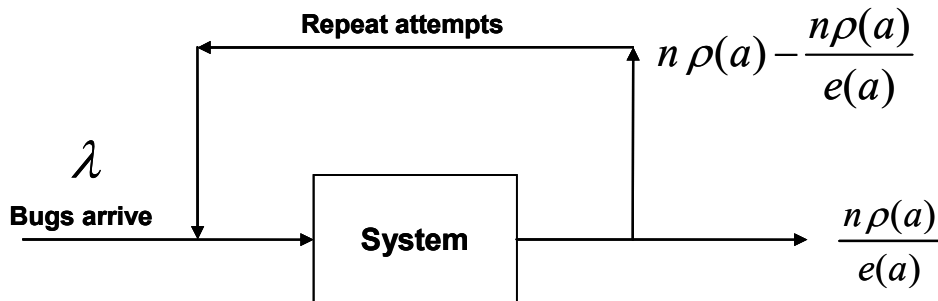 Repeat attempts
n ρ(a) − nρ(a)/e(a)
λ
Bugs arrive
System
nρ(a)/e(a)